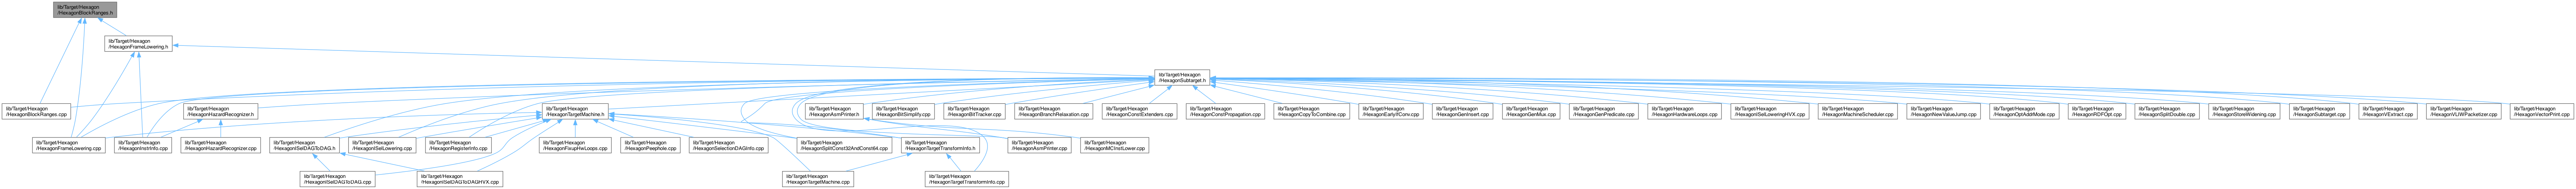 lib/Target/Hexagon
/HexagonBlockRanges.h
lib/Target/Hexagon
/HexagonFrameLowering.h
lib/Target/Hexagon
/HexagonSubtarget.h
lib/Target/Hexagon
/HexagonBlockRanges.cpp
lib/Target/Hexagon
/HexagonHazardRecognizer.h
lib/Target/Hexagon
/HexagonTargetMachine.h
lib/Target/Hexagon
/HexagonAsmPrinter.h
lib/Target/Hexagon
/HexagonBitSimplify.cpp
lib/Target/Hexagon
/HexagonBitTracker.cpp
lib/Target/Hexagon
/HexagonBranchRelaxation.cpp
lib/Target/Hexagon
/HexagonConstExtenders.cpp
lib/Target/Hexagon
/HexagonConstPropagation.cpp
lib/Target/Hexagon
/HexagonCopyToCombine.cpp
lib/Target/Hexagon
/HexagonEarlyIfConv.cpp
lib/Target/Hexagon
/HexagonGenInsert.cpp
lib/Target/Hexagon
/HexagonGenMux.cpp
lib/Target/Hexagon
/HexagonGenPredicate.cpp
lib/Target/Hexagon
/HexagonHardwareLoops.cpp
lib/Target/Hexagon
/HexagonISelLoweringHVX.cpp
lib/Target/Hexagon
/HexagonMachineScheduler.cpp
lib/Target/Hexagon
/HexagonNewValueJump.cpp
lib/Target/Hexagon
/HexagonOptAddrMode.cpp
lib/Target/Hexagon
/HexagonRDFOpt.cpp
lib/Target/Hexagon
/HexagonSplitDouble.cpp
lib/Target/Hexagon
/HexagonStoreWidening.cpp
lib/Target/Hexagon
/HexagonSubtarget.cpp
lib/Target/Hexagon
/HexagonVExtract.cpp
lib/Target/Hexagon
/HexagonVLIWPacketizer.cpp
lib/Target/Hexagon
/HexagonVectorPrint.cpp
lib/Target/Hexagon
/HexagonFrameLowering.cpp
lib/Target/Hexagon
/HexagonInstrInfo.cpp
lib/Target/Hexagon
/HexagonHazardRecognizer.cpp
lib/Target/Hexagon
/HexagonISelDAGToDAG.h
lib/Target/Hexagon
/HexagonISelLowering.cpp
lib/Target/Hexagon
/HexagonRegisterInfo.cpp
lib/Target/Hexagon
/HexagonFixupHwLoops.cpp
lib/Target/Hexagon
/HexagonPeephole.cpp
lib/Target/Hexagon
/HexagonSelectionDAGInfo.cpp
lib/Target/Hexagon
/HexagonSplitConst32AndConst64.cpp
lib/Target/Hexagon
/HexagonTargetTransformInfo.h
lib/Target/Hexagon
/HexagonAsmPrinter.cpp
lib/Target/Hexagon
/HexagonMCInstLower.cpp
lib/Target/Hexagon
/HexagonISelDAGToDAG.cpp
lib/Target/Hexagon
/HexagonISelDAGToDAGHVX.cpp
lib/Target/Hexagon
/HexagonTargetMachine.cpp
lib/Target/Hexagon
/HexagonTargetTransformInfo.cpp